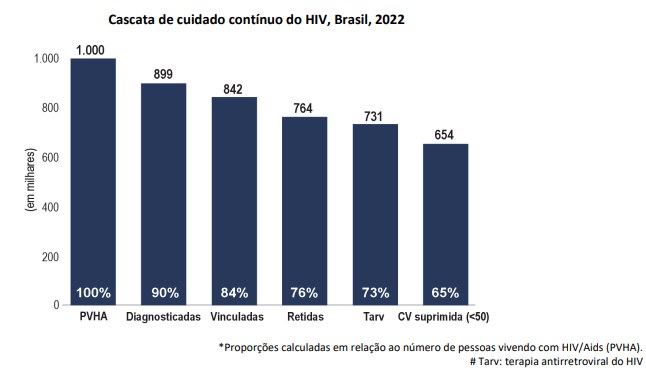 Cascata de cuidado contínuo do HIV, Brasil, 2022
(em milhares)
1.000
800
600
400
200
0
1.000
899
842
764
731
654
100%
90%
84%
76%
73%
65%
PVHA
Diagnosticadas
Vinculadas
Retidas
Tarv
CV suprimida (<50)
*Proporções calculadas em relação ao número de pessoas vivendo com HIV/Aids (PVHA).
# Tarv: terapia antirretroviral do HIV